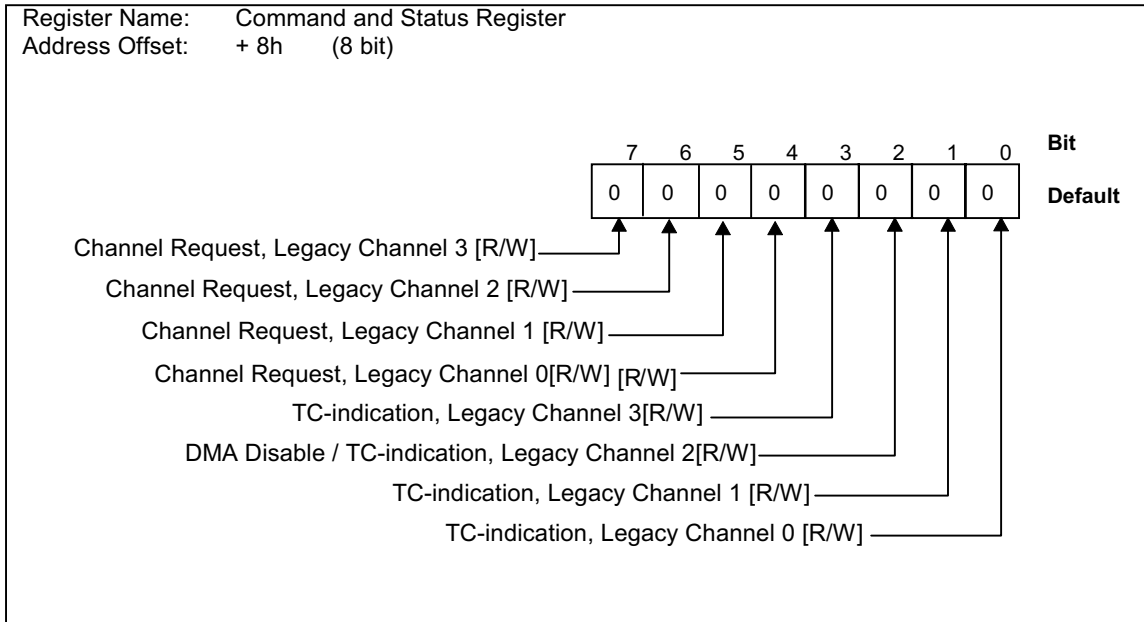 Register Name: Command and Status Register
Address Offset: + 8h (8 bit)
7 6 5 4 3 2 1 0 Bit
0 0 0 0 0 0 0 0 Default
Channel Request, Legacy Channel 3 [R/W]
Channel Request, Legacy Channel 2 [R/W]
Channel Request, Legacy Channel 1 [R/W]
Channel Request, Legacy Channel 0[R/W] [R/W]
TC-indication, Legacy Channel 3[R/W]
DMA Disable / TC-indication, Legacy Channel 2[R/W]
TC-indication, Legacy Channel 1 [R/W]
TC-indication, Legacy Channel 0 [R/W]